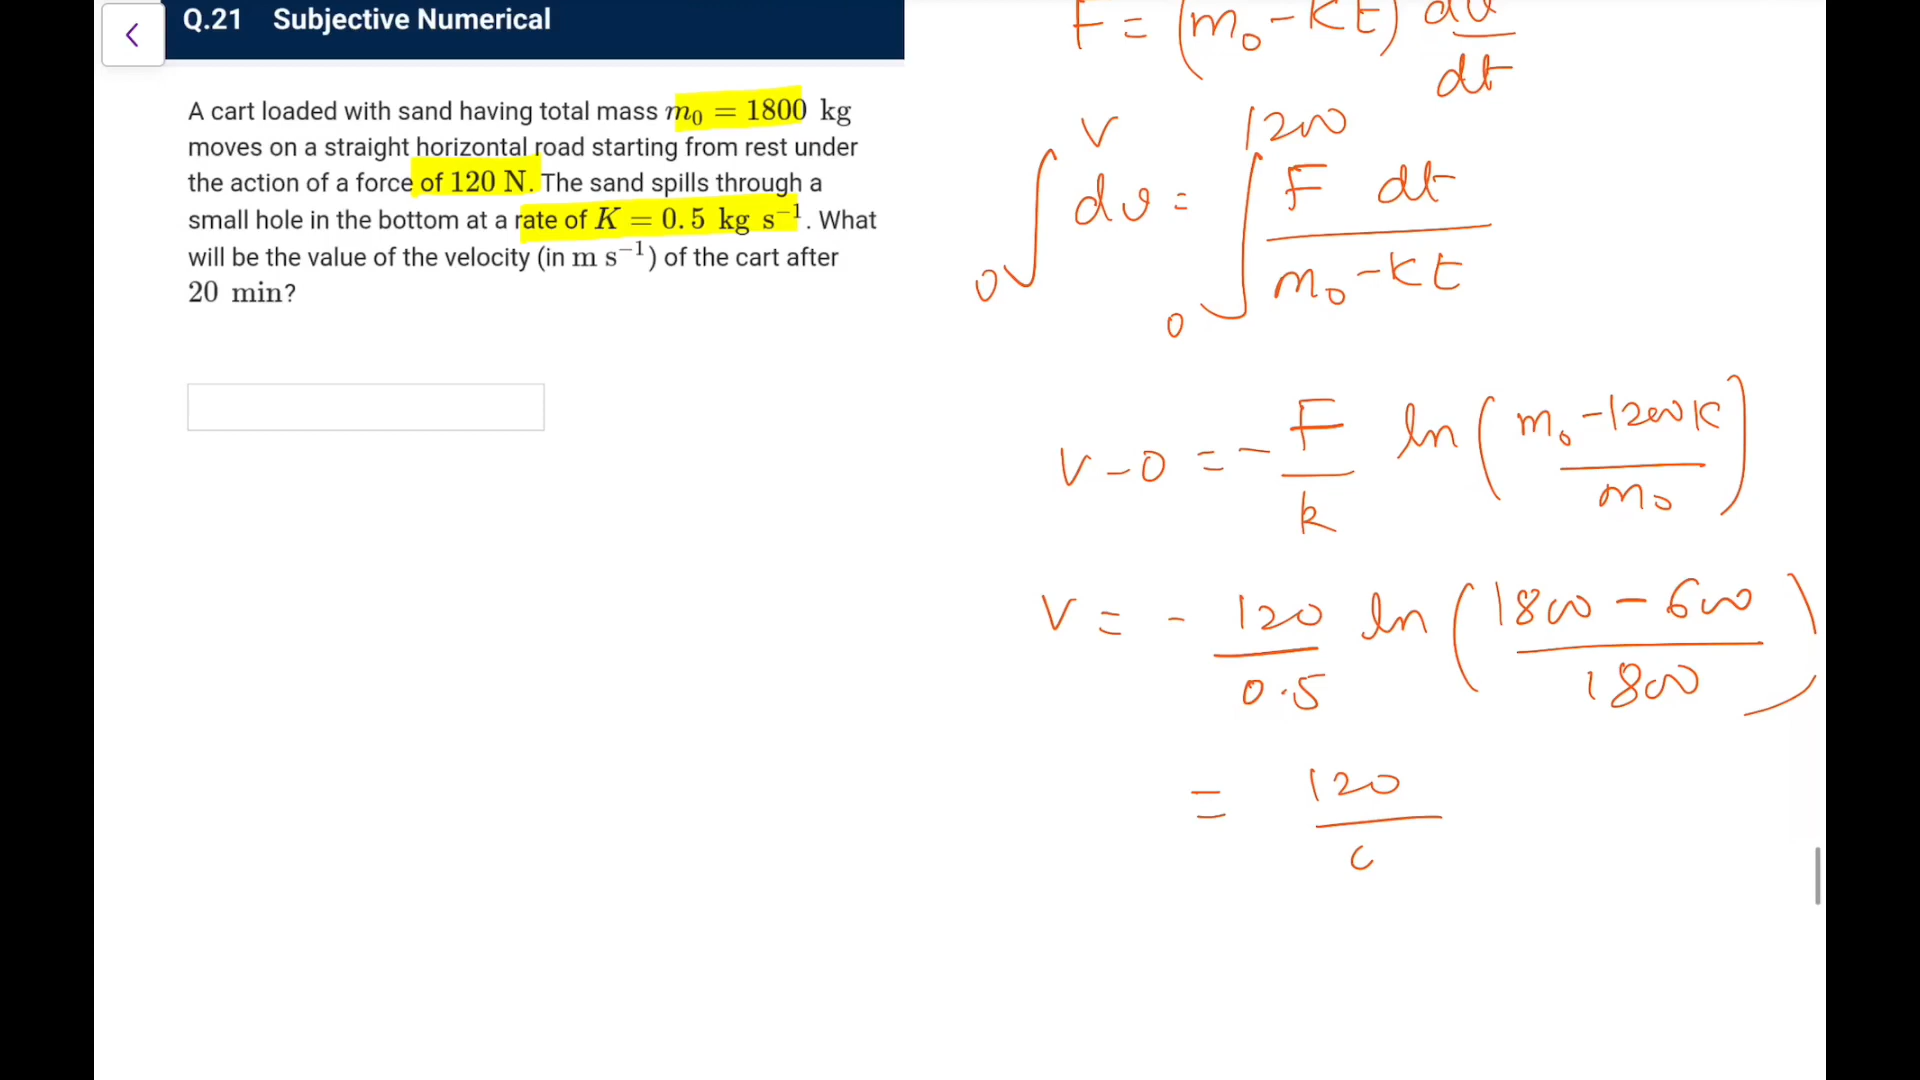 Q.21 Subjective Numerical
A cart loaded with sand having total mass m₀ = 1800 kg
moves on a straight horizontal road starting from rest under
the action of a force of 120 N. The sand spills through a
small hole in the bottom at a rate of K = 0.5 kg s⁻¹. What
will be the value of the velocity (in m s⁻¹) of the cart after
20 min?
F = (m₀ - Kt) dv/dt
∫₀^v dv = ∫₀^1200 F dt / (m₀ - Kt)
V - 0 = - F/k ln((m₀ - 1200K)/m₀)
V = - 120/0.5 ln((1800 - 600)/1800)
= 120